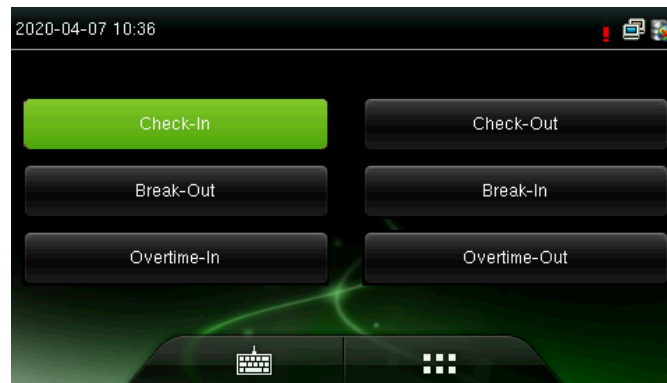 2020-04-07 10:36
Check-In
Check-Out
Break-Out
Break-In
Overtime-In
Overtime-Out